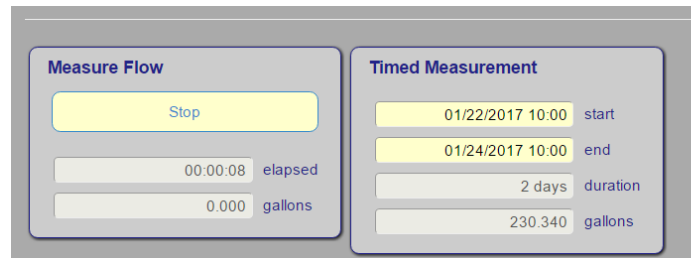 Measure Flow
Stop
00:00:08 elapsed
0.000 gallons
Timed Measurement
01/22/2017 10:00 start
01/24/2017 10:00 end
2 days duration
230.340 gallons